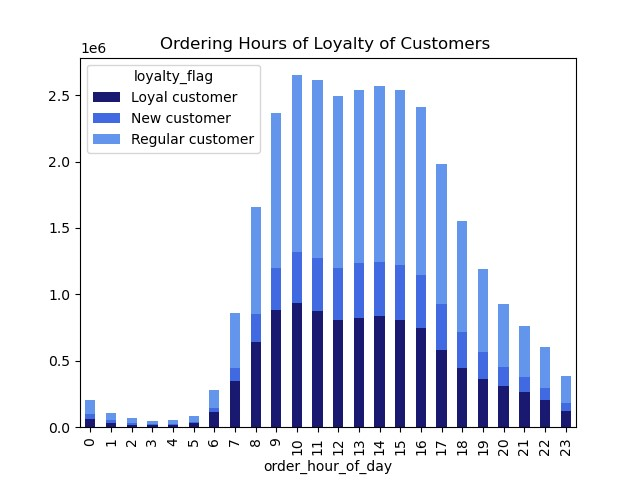 Ordering Hours of Loyalty of Customers
1e6
loyalty_flag
Loyal customer
New customer
Regular customer
2.5
2.0
1.5
1.0
0.5
0.0
0 1 2 3 4 5 6 7 8 9 10 11 12 13 14 15 16 17 18 19 20 21 22 23
order_hour_of_day